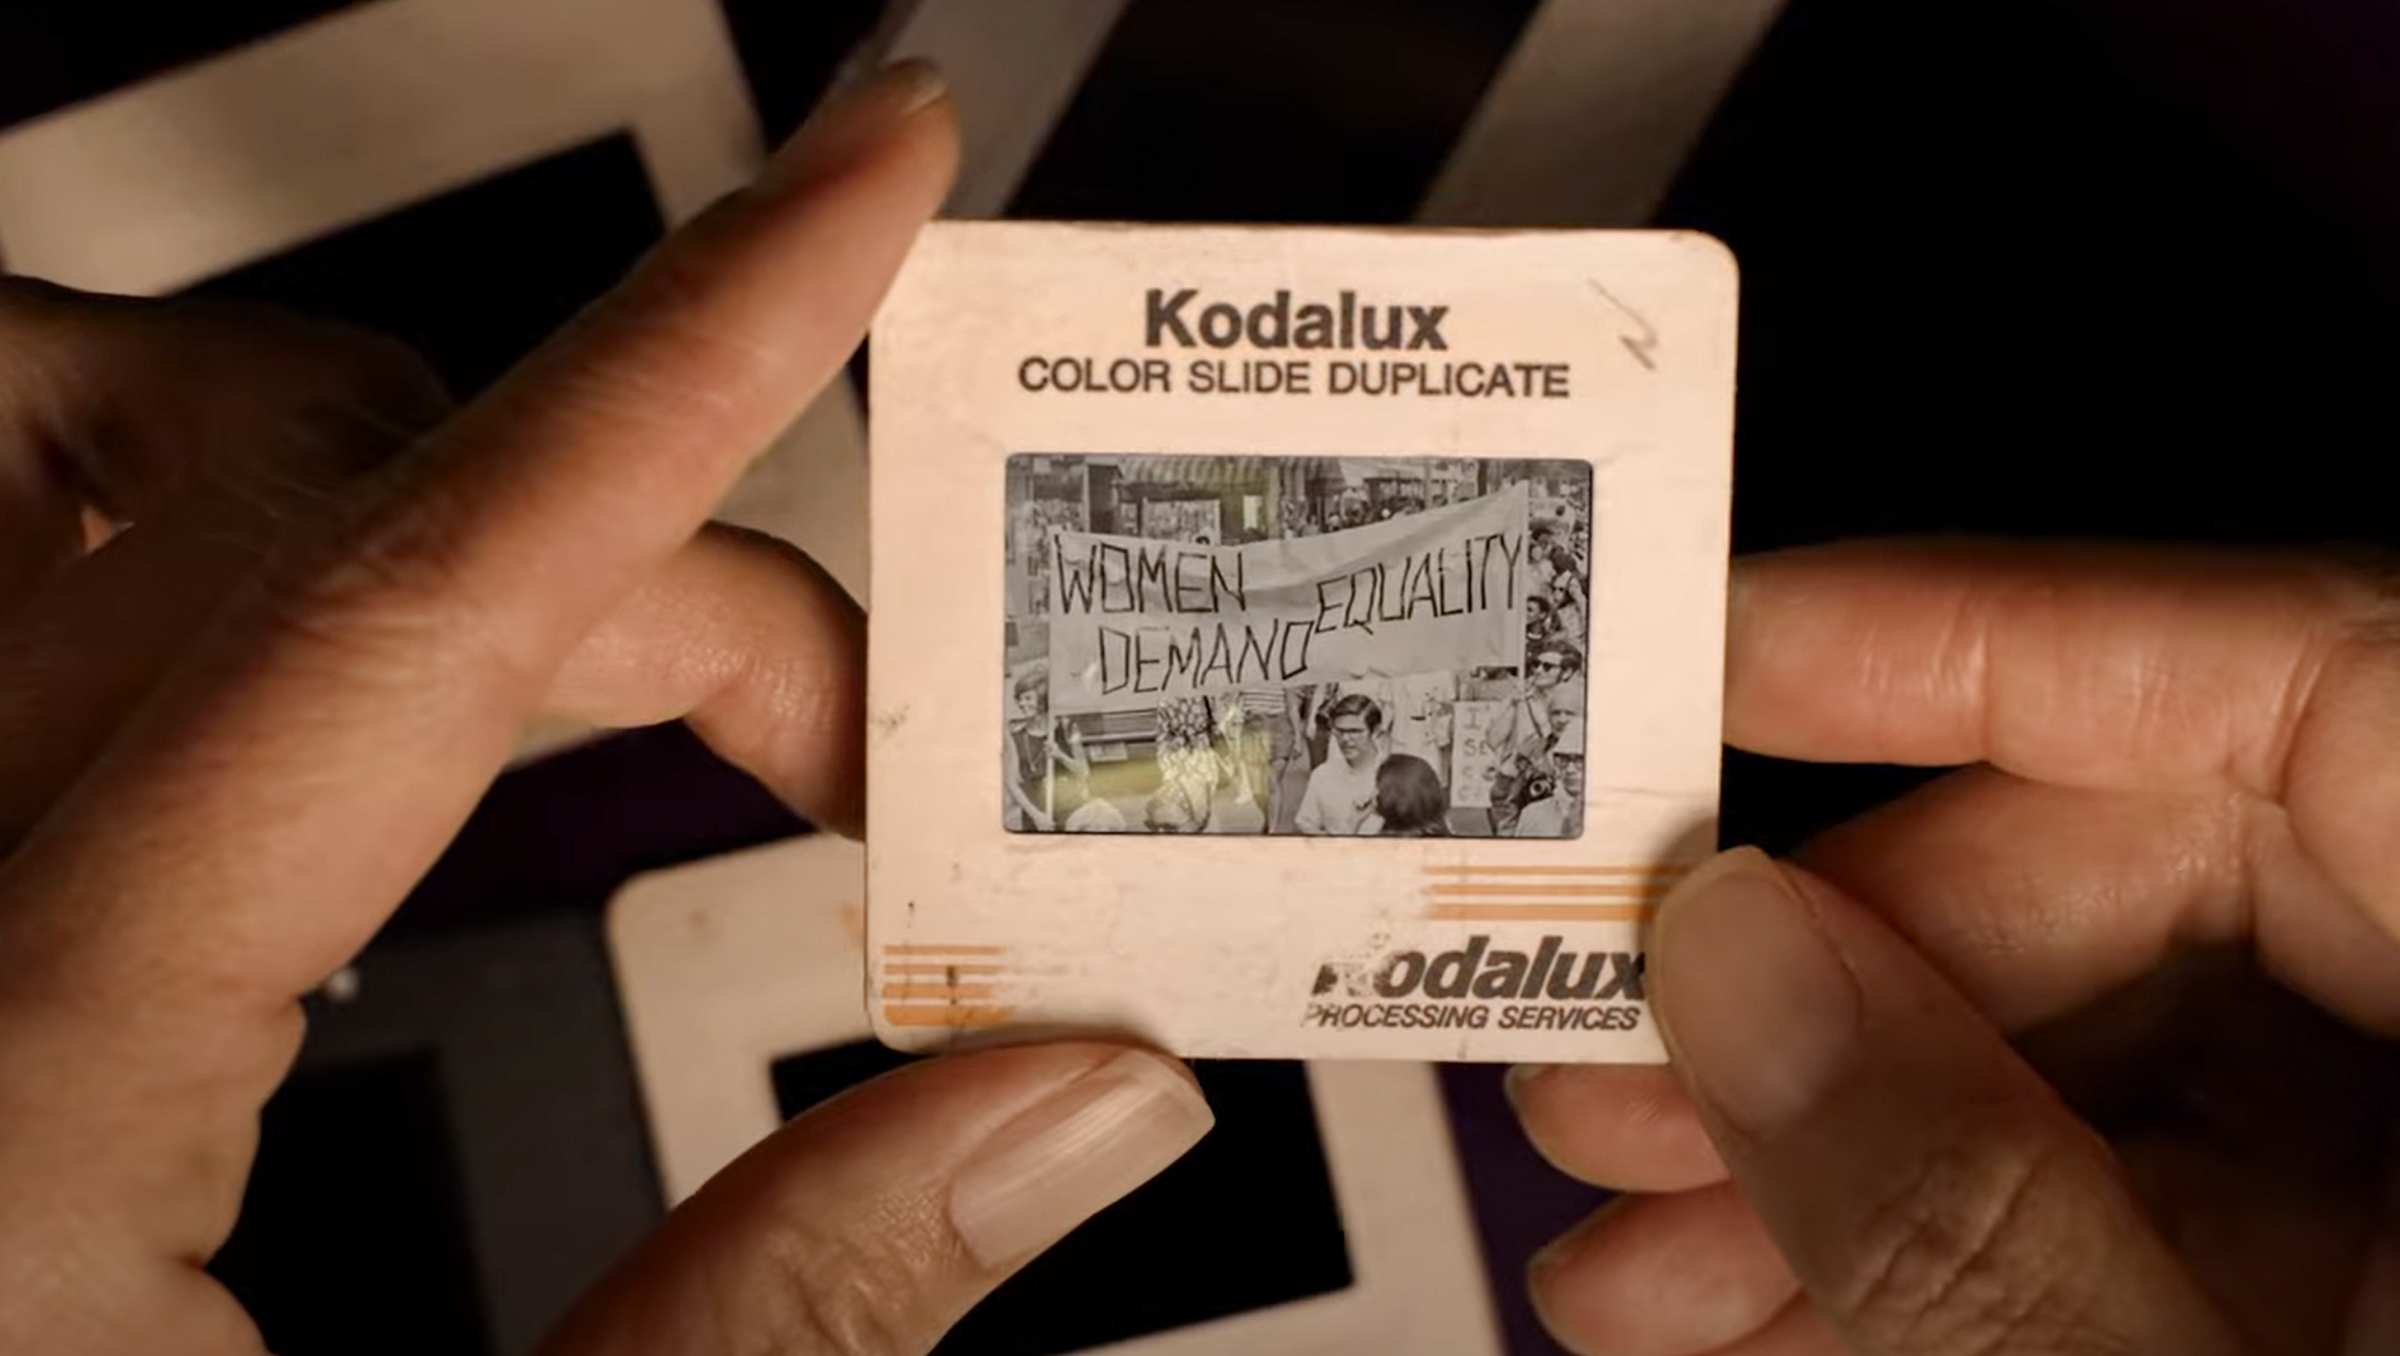 Kodalux
COLOR SLIDE DUPLICATE
WOMEN EQUALITY
DEMAND
Kodalux
PROCESSING SERVICES